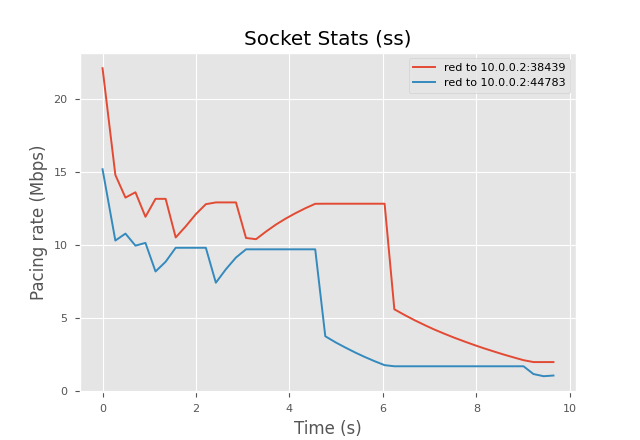 Socket Stats (ss)
red to 10.0.0.2:38439
red to 10.0.0.2:44783
Pacing rate (Mbps)
20
15
10
5
0
0 2 4 6 8 10
Time (s)